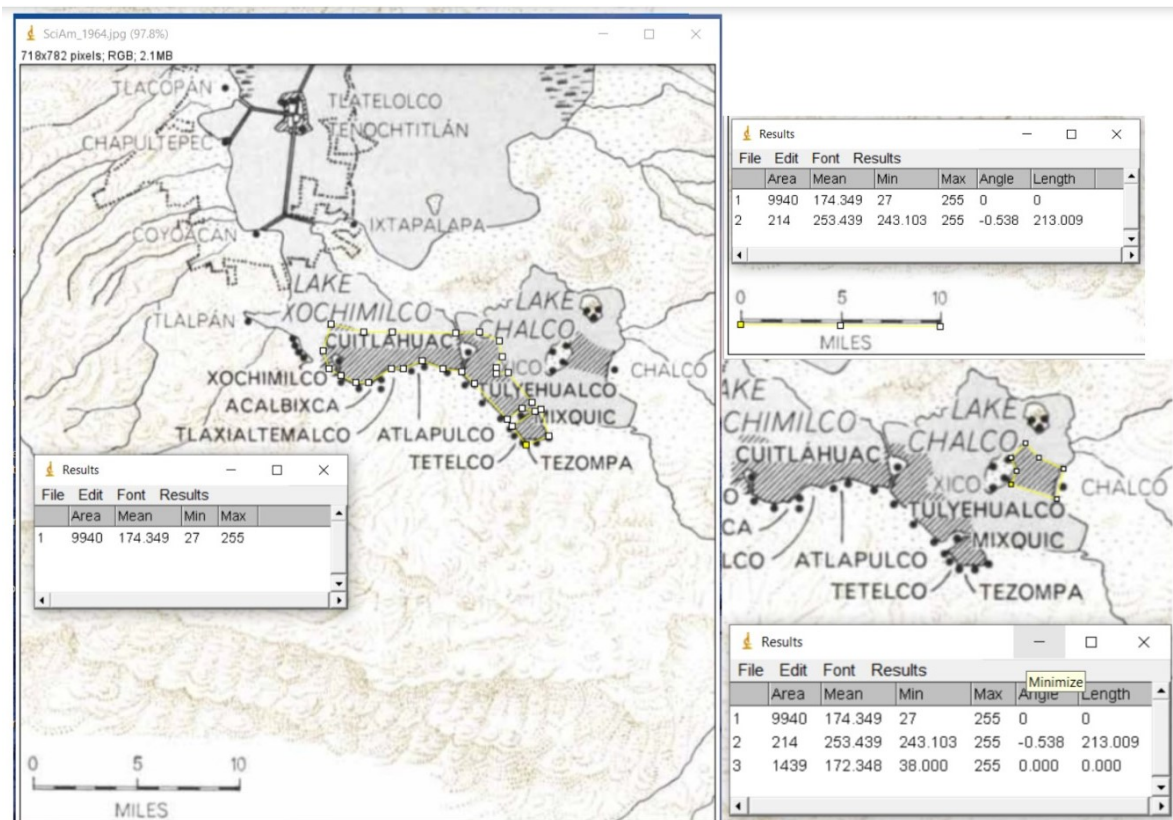 SciAm_1964.jpg (97.8%)
718x782 pixels; RGB; 2.1MB
TLACOPÁN
TLATELOLCO
TENOCHTITLÁN
CHAPULTEPEC
IXTAPALAPA
COYOACÁN
LAKE
XOCHIMILCO
LAKE
CHALCO
TLALPÁN
CUITLÁHUAC
XICO
CHALCO
XOCHIMILCO
TULYEHUALCO
ACALBIXCA
MIXQUIC
TLAXIALTEMALCO
ATLAPULCO
TETELCO
TEZOMPA
Results
File Edit Font Results
Area Mean Min Max
1 9940 174.349 27 255
0 5 10
MILES
Results
File Edit Font Results
Area Mean Min Max Angle Length
1 9940 174.349 27 255 0 0
2 214 253.439 243.103 255 -0.538 213.009
0 5 10
MILES
AKE
CHIMILCO
LAKE
CHALCO
CUITLÁHUAC
XICO
CHALCO
O
TULYEHUALCO
CA
MIXQUIC
LCO
ATLAPULCO
TETELCO
TEZOMPA
Results
Minimize
File Edit Font Results
Area Mean Min Max Angle Length
1 9940 174.349 27 255 0 0
2 214 253.439 243.103 255 -0.538 213.009
3 1439 172.348 38.000 255 0.000 0.000